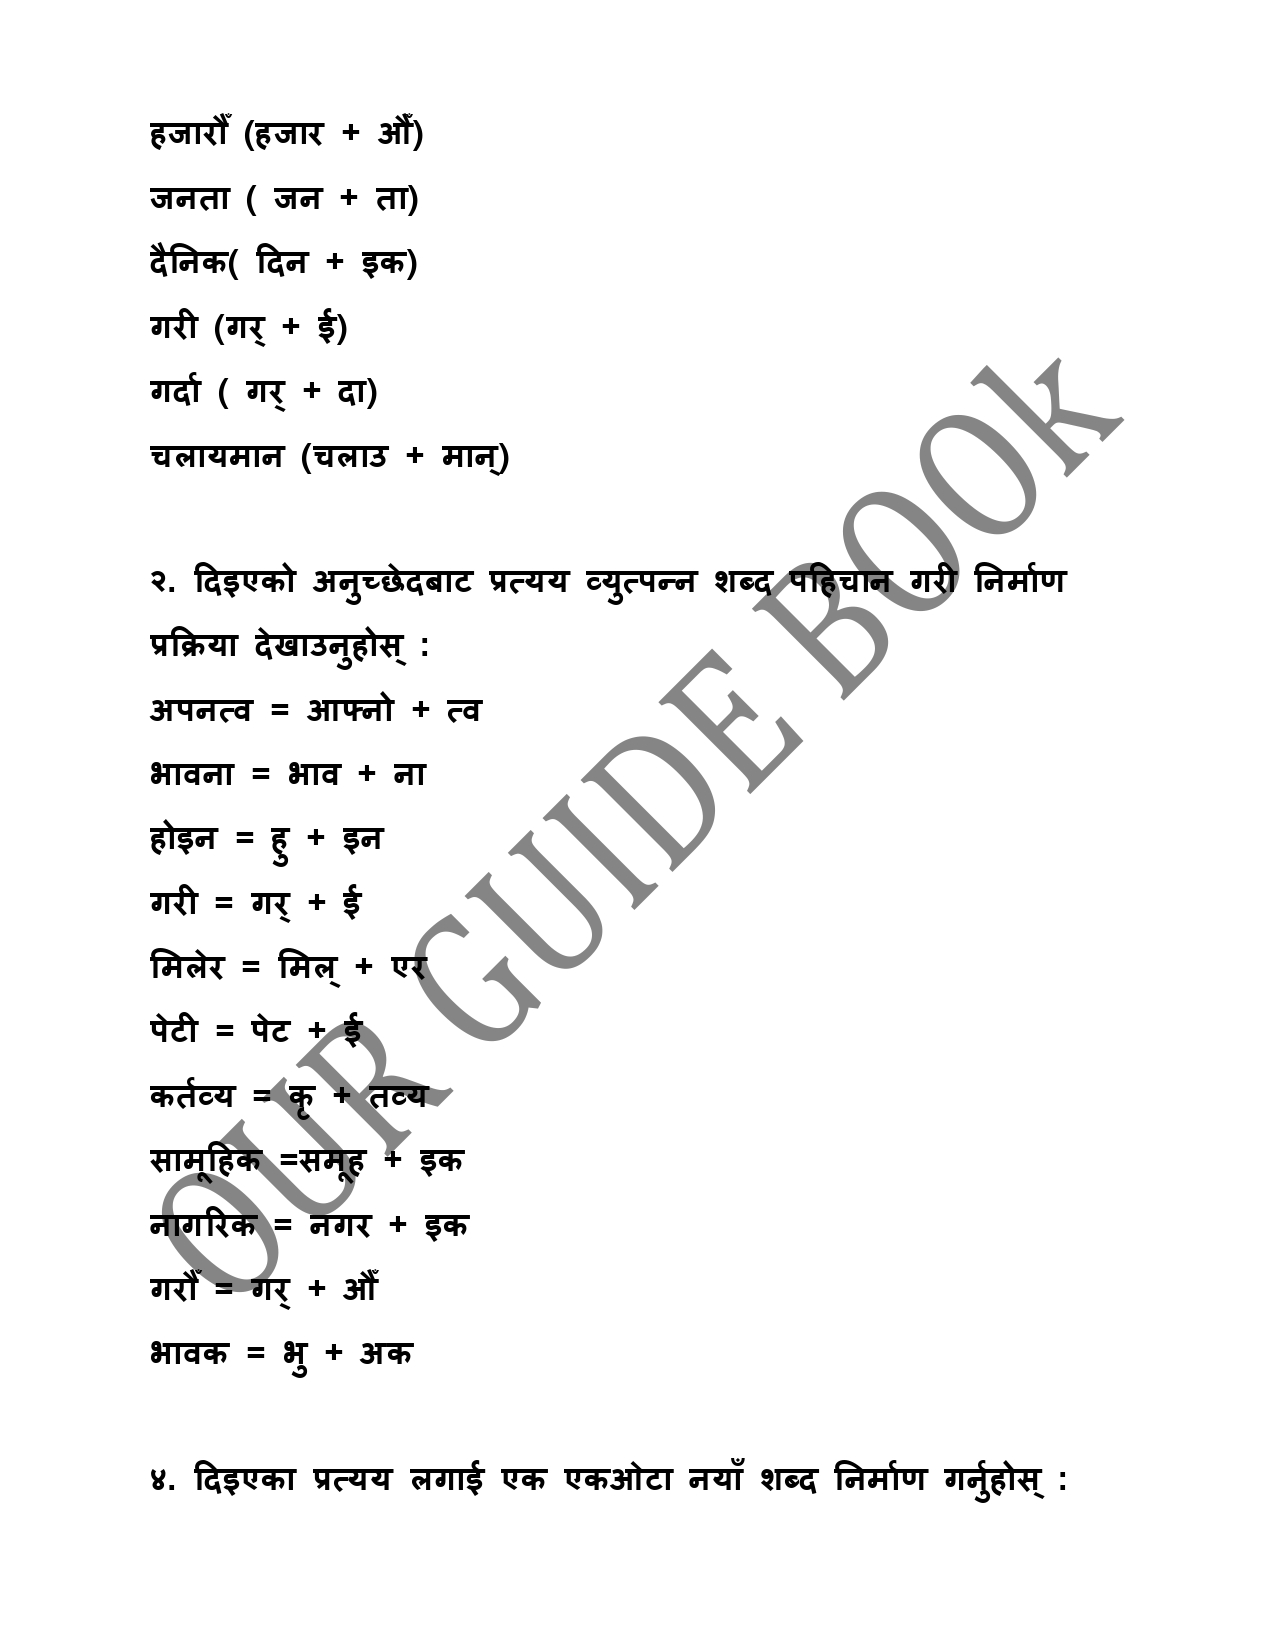 हजारौँ (हजार + औँ)
जनता ( जन + ता)
दैनिक( दिन + इक)
गरी (गर् + ई)
गर्दा ( गर् + दा)
चलायमान (चलाउ + मान्)
२. दिइएको अनुच्छेदबाट प्रत्यय व्युत्पन्न शब्द पहिचान गरी निर्माण
प्रक्रिया देखाउनुहोस् :
अपनत्व = आफ्नो + त्व
भावना = भाव + ना
होइन = हु + इन
गरी = गर् + ई
मिलेर = मिल् + एर
पेटी = पेट + ई
कर्तव्य = कृ + तव्य
सामूहिक =समूह + इक
नागरिक = नगर + इक
गरौँ = गर् + औँ
भावक = भु + अक
४. दिइएका प्रत्यय लगाई एक एकओटा नयाँ शब्द निर्माण गर्नुहोस् :
OUR GUIDE BOOk